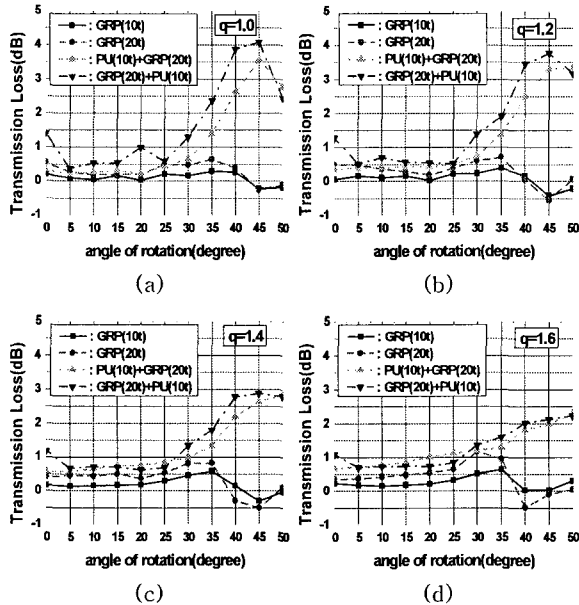 q=1.0
: GRP(10t)
: GRP(20t)
: PU(10t)+GRP(20t)
: GRP(20t)+PU(10t)
Transmission Loss(dB)
5
4
3
2
1
0
-1
0 5 10 15 20 25 30 35 40 45 50
angle of rotation(degree)
(a)
q=1.2
: GRP(10t)
: GRP(20t)
: PU(10t)+GRP(20t)
: GRP(20t)+PU(10t)
Transmission Loss(dB)
5
4
3
2
1
0
-1
0 5 10 15 20 25 30 35 40 45 50
angle of rotation(degree)
(b)
q=1.4
: GRP(10t)
: GRP(20t)
: PU(10t)+GRP(20t)
: GRP(20t)+PU(10t)
Transmission Loss(dB)
5
4
3
2
1
0
-1
0 5 10 15 20 25 30 35 40 45 50
angle of rotation(degree)
(c)
q=1.6
: GRP(10t)
: GRP(20t)
: PU(10t)+GRP(20t)
: GRP(20t)+PU(10t)
Transmission Loss(dB)
5
4
3
2
1
0
-1
0 5 10 15 20 25 30 35 40 45 50
angle of rotation(degree)
(d)